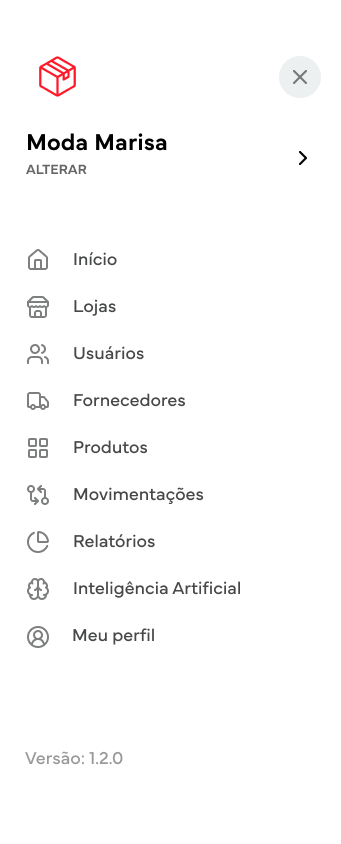 Moda Marisa
ALTERAR
Início
Lojas
Usuários
Fornecedores
Produtos
Movimentações
Relatórios
Inteligência Artificial
Meu perfil
Versão: 1.2.0